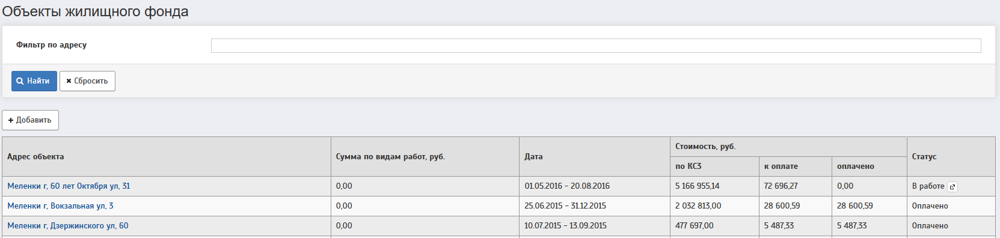 Объекты жилищного фонда
Фильтр по адресу
Найти Сбросить
Добавить
Адрес объекта Сумма по видам работ, руб. Дата Стоимость, руб. Статус
по КС3 к оплате оплачено
Меленки г, 60 лет Октября ул, 31 0,00 01.05.2016 - 20.08.2016 5 166 955,14 72 696,27 0,00 В работе
Меленки г, Вокзальная ул, 3 0,00 25.06.2015 - 31.12.2015 2 032 813,00 28 600,59 28 600,59 Оплачено
Меленки г, Дзержинского ул, 60 0,00 10.07.2015 - 13.09.2015 477 697,00 5 487,33 5 487,33 Оплачено